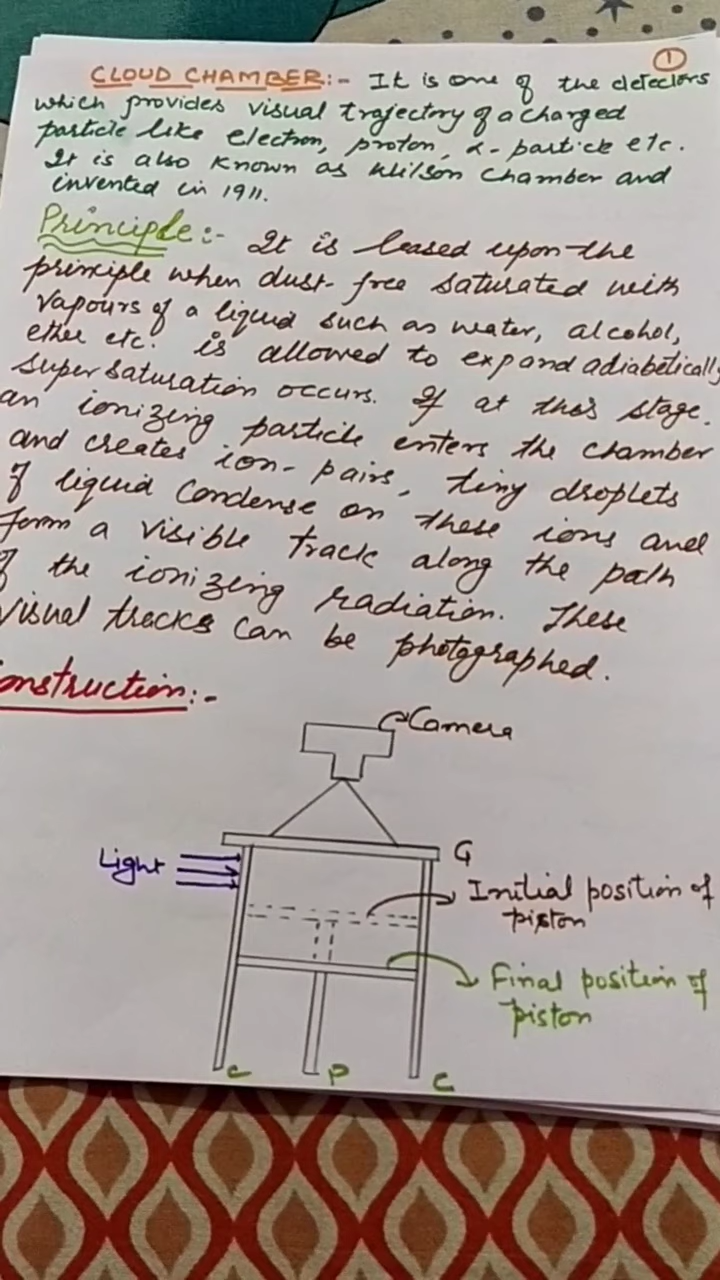 1
CLOUD CHAMBER:- It is one of the detectors
which provides visual trajectory of a charged
particle like electron, proton, α-particle etc.
It is also known as Wilson Chamber and
invented in 1911.
Principle:- It is based upon the
principle when dust-free saturated with
vapours of a liquid such as water, alcohol,
ether etc. is allowed to expand adiabetically
super saturation occurs. If at this stage.
an ionizing particle enters the chamber
and creates ion-pairs, tiny droplets
of liquid condense on these ions and
form a visible track along the path
of the ionizing radiation. These
visual tracks can be photographed.
onstruction:-
Camera
G
Light
Initial position of
piston
Final position of
piston
C P C